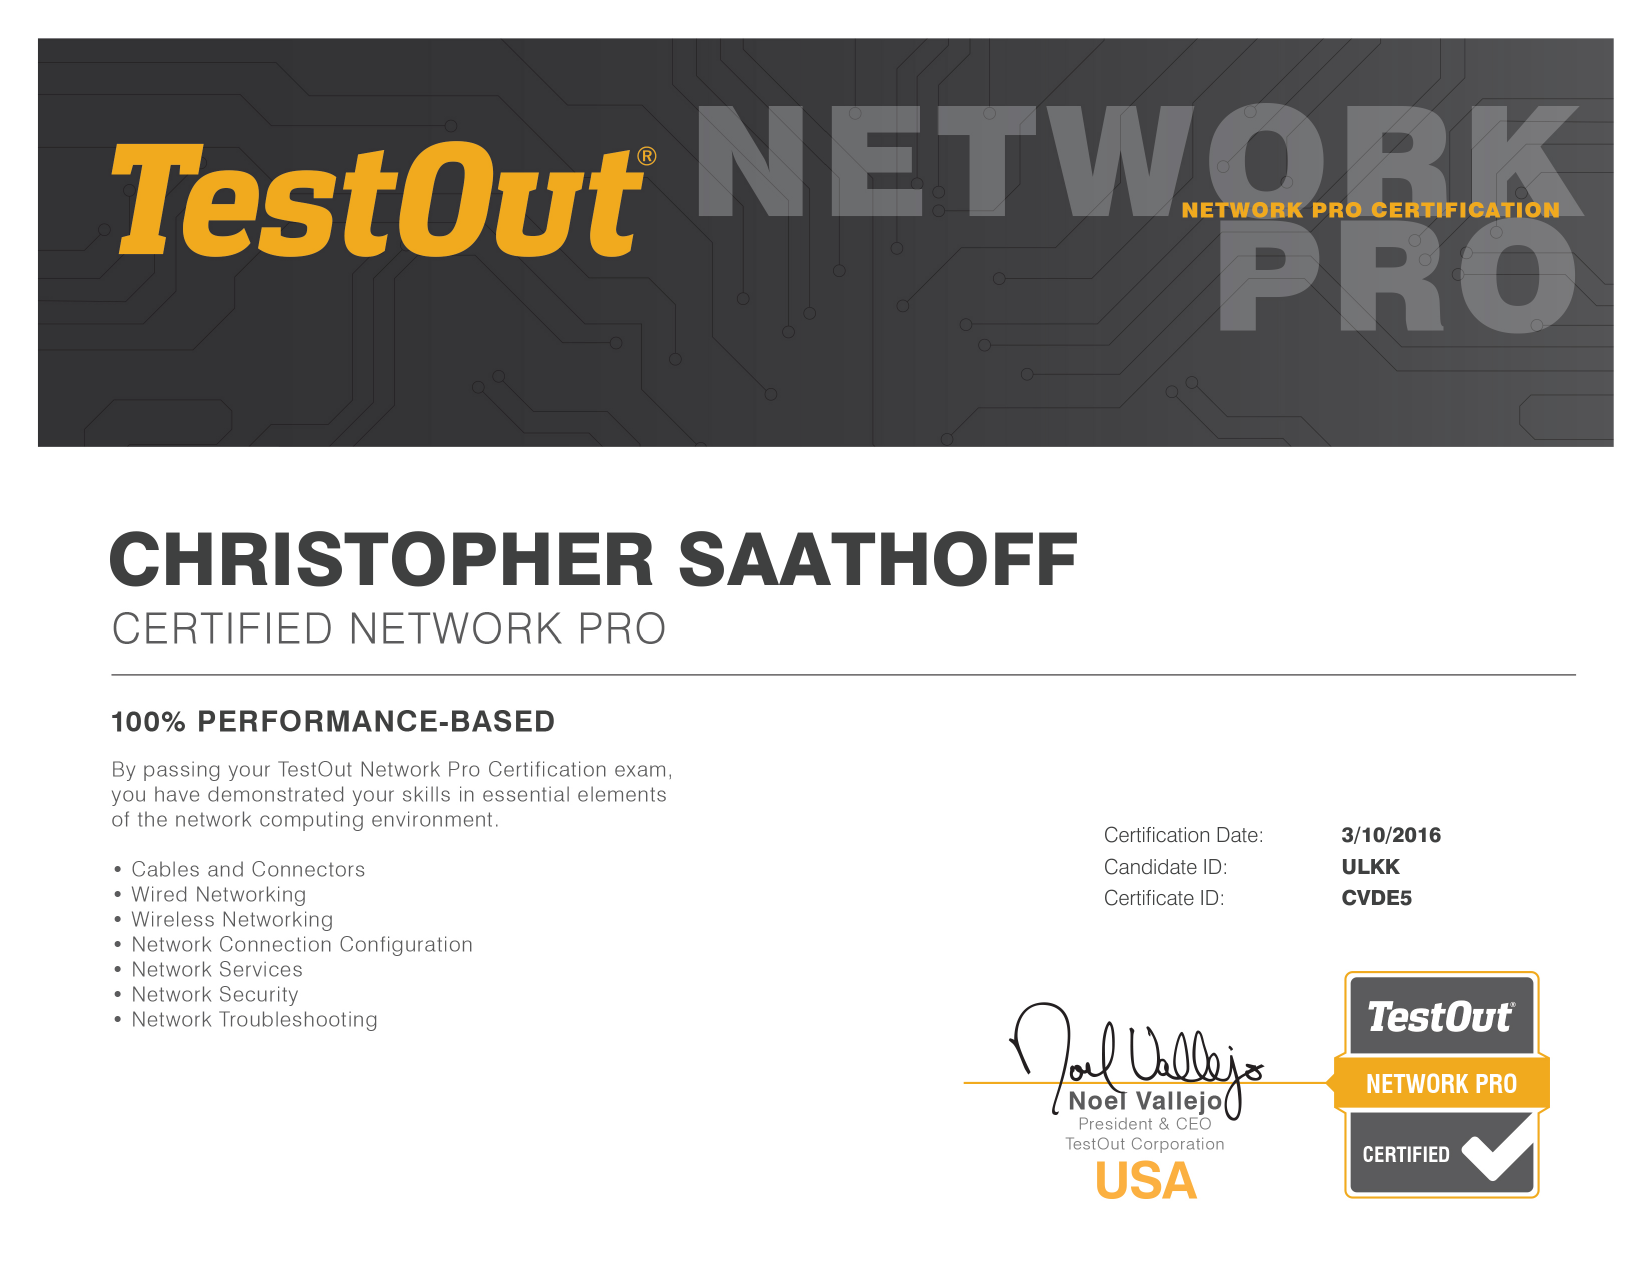 TestOut®
NETWORK
NETWORK PRO CERTIFICATION
PRO
CHRISTOPHER SAATHOFF
CERTIFIED NETWORK PRO
100% PERFORMANCE-BASED
By passing your TestOut Network Pro Certification exam,
you have demonstrated your skills in essential elements
of the network computing environment.
• Cables and Connectors
• Wired Networking
• Wireless Networking
• Network Connection Configuration
• Network Services
• Network Security
• Network Troubleshooting
Certification Date: 3/10/2016
Candidate ID: ULKK
Certificate ID: CVDE5
Noel Vallejo
Noel Vallejo
President & CEO
TestOut Corporation
USA
TestOut®
NETWORK PRO
CERTIFIED